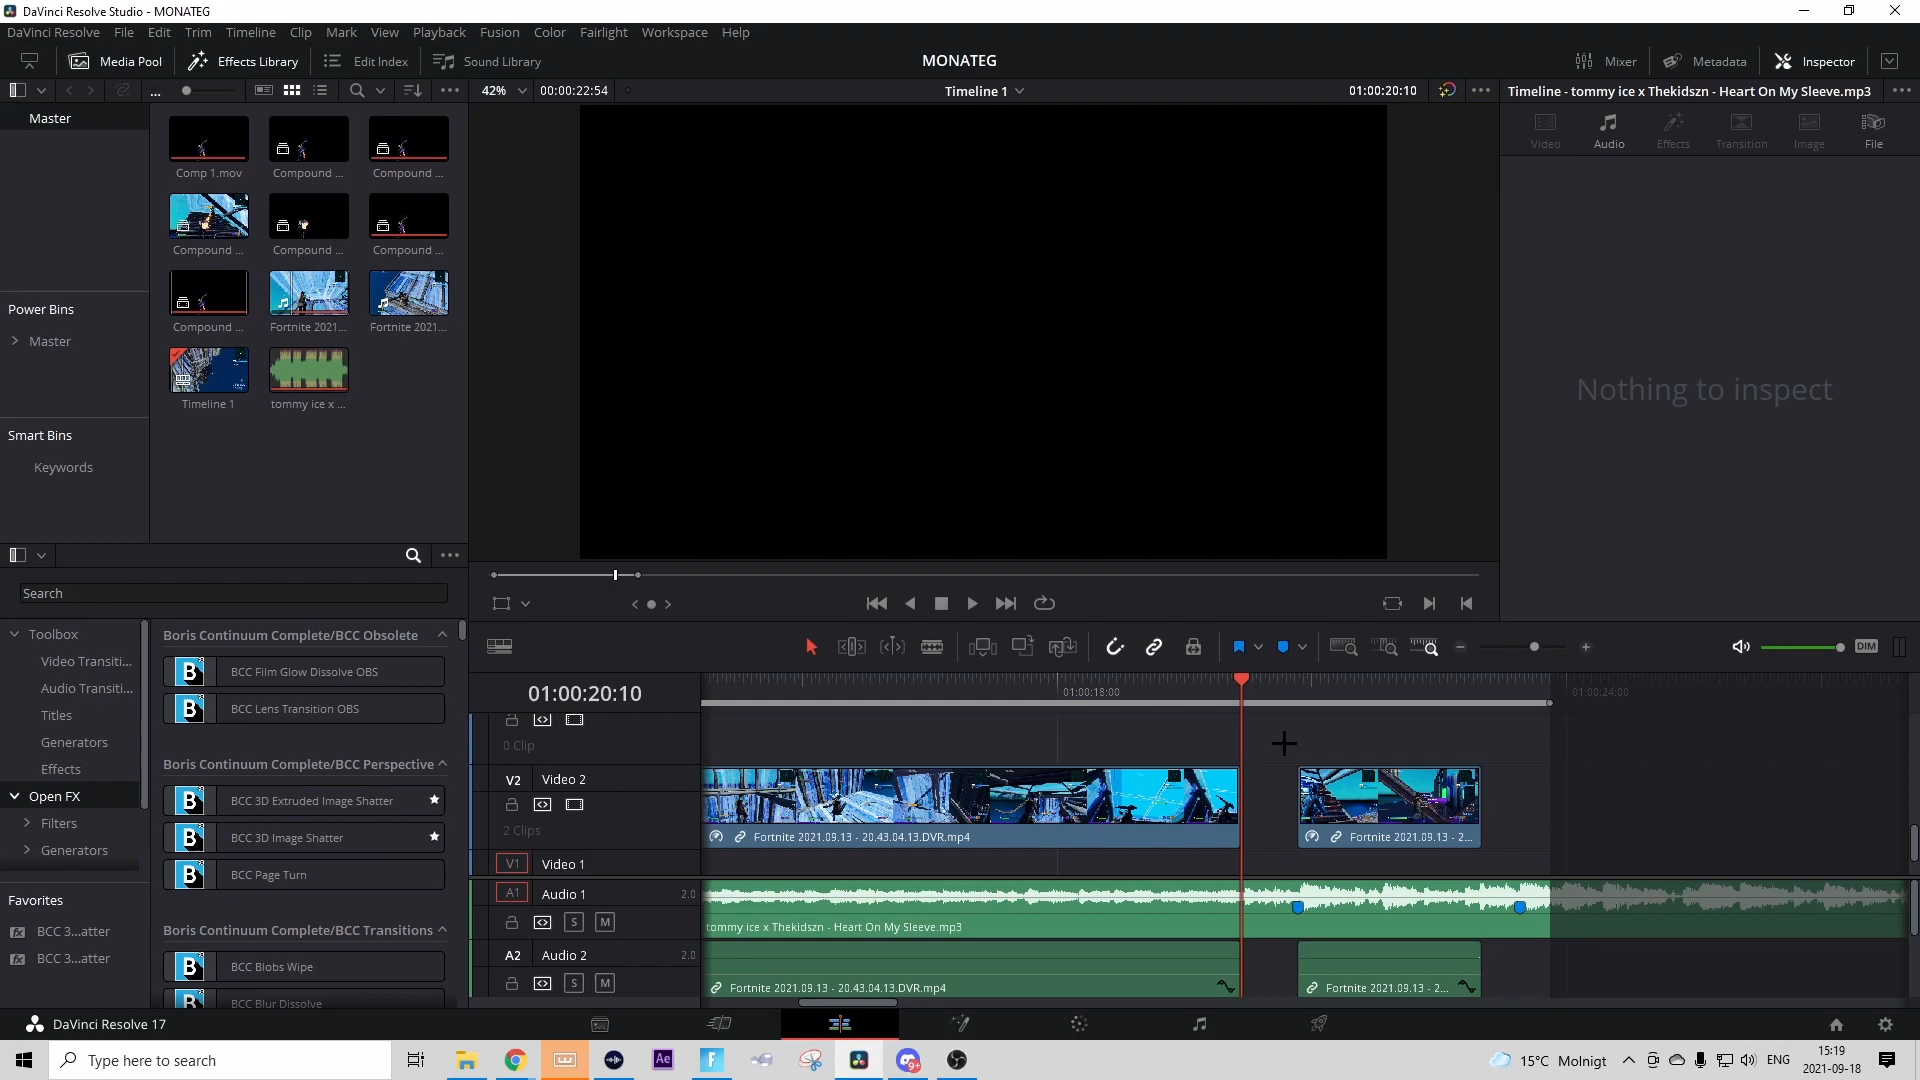 DaVinci Resolve Studio - MONATEG
DaVinci Resolve File Edit Trim Timeline Clip Mark View Playback Fusion Color Fairlight Workspace Help
Media Pool Effects Library Edit Index Sound Library MONATEG Mixer Metadata Inspector
... 42% 00:00:22:54 Timeline 1 01:00:20:10 Timeline - tommy ice x Thekidszn - Heart On My Sleeve.mp3
Master
Video Audio Effects Transition Image File
Comp 1.mov Compound ... Compound ...
Compound ... Compound ... Compound ...
Power Bins
Compound ... Fortnite 2021... Fortnite 2021...
Master
Nothing to inspect
Timeline 1 tommy ice x ...
Smart Bins
Keywords
Search
Toolbox
Video Transiti...
Audio Transiti...
Titles
Generators
Effects
Open FX
Filters
Generators
Favorites
BCC 3...atter
BCC 3...atter
Boris Continuum Complete/BCC Obsolete
BCC Film Glow Dissolve OBS
BCC Lens Transition OBS
Boris Continuum Complete/BCC Perspective
BCC 3D Extruded Image Shatter
BCC 3D Image Shatter
BCC Page Turn
Boris Continuum Complete/BCC Transitions
BCC Blobs Wipe
BCC Blur Dissolve
DIM
01:00:20:10 01:00:18:00 01:00:24:00
0 Clip
V2 Video 2
2 Clips
Fortnite 2021.09.13 - 20.43.04.13.DVR.mp4 Fortnite 2021.09.13 - 2...
V1 Video 1
A1 Audio 1 2.0
S M
tommy ice x Thekidszn - Heart On My Sleeve.mp3
A2 Audio 2 2.0
S M
Fortnite 2021.09.13 - 20.43.04.13.DVR.mp4 Fortnite 2021.09.13 - 2...
DaVinci Resolve 17
Type here to search
Ae
F
9+
15°C Molnigt
ENG
15:19
2021-09-18